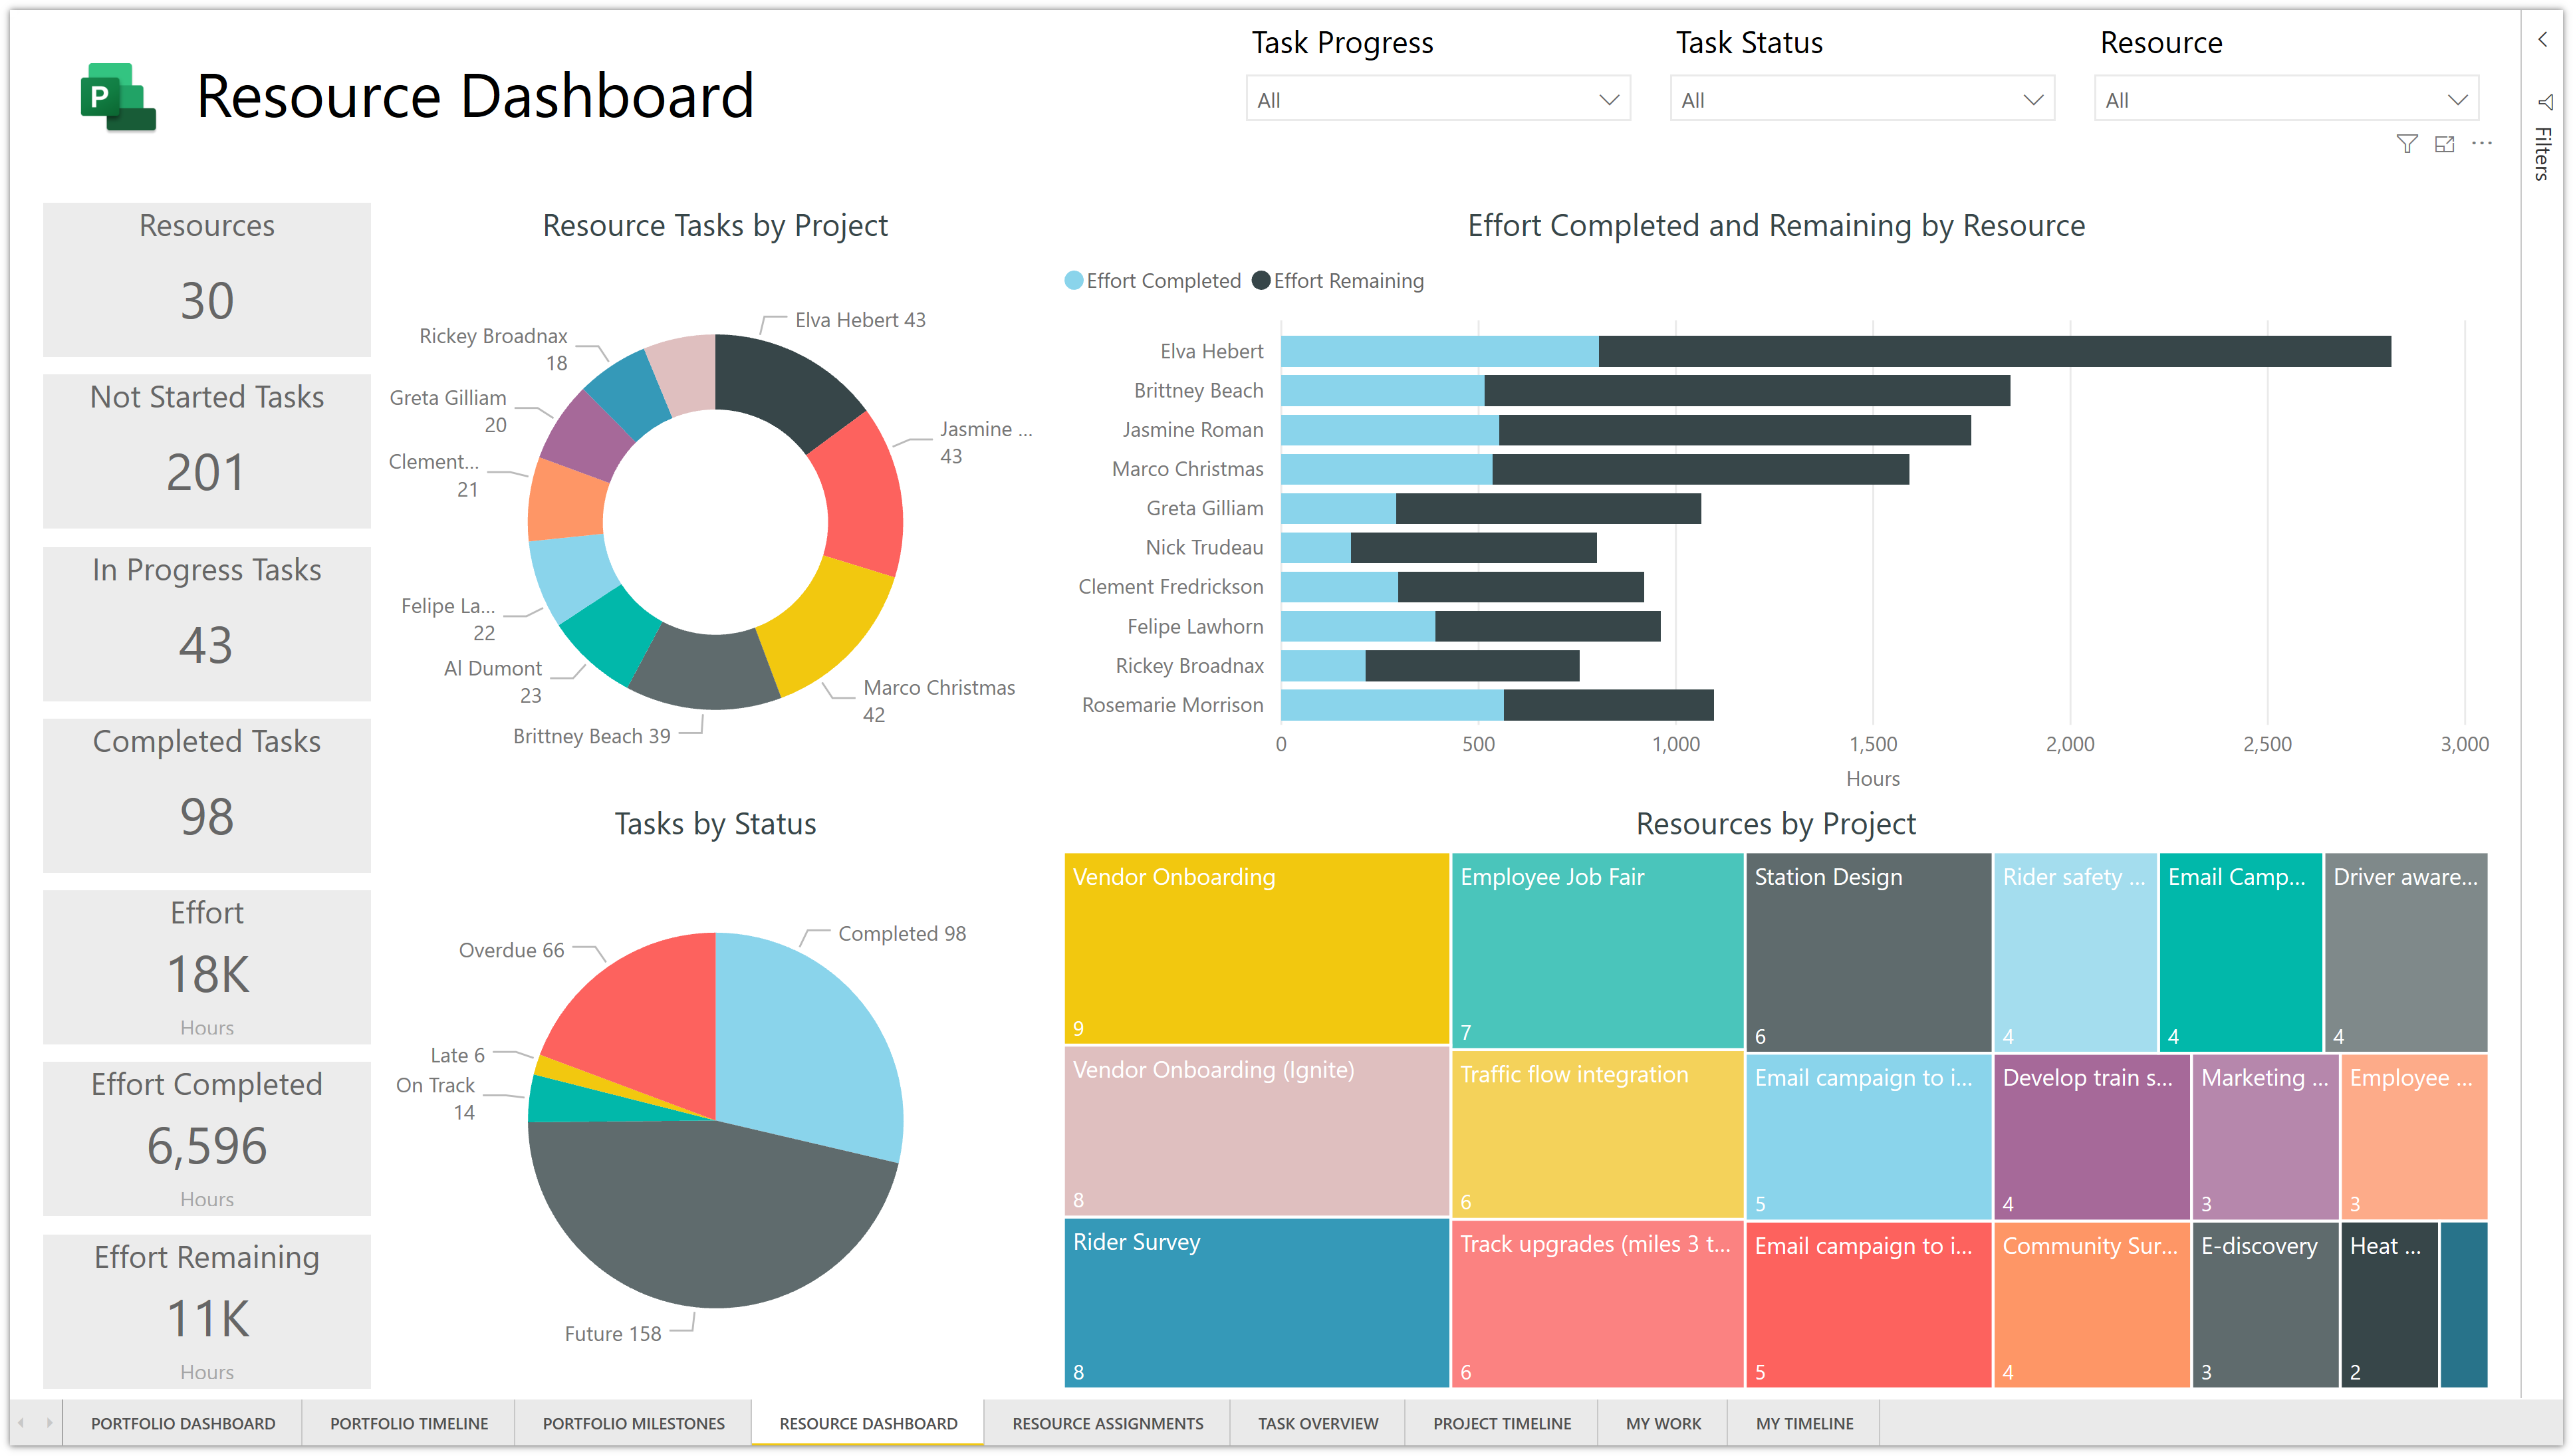 P
Resource Dashboard
Task Progress
All
Task Status
All
Resource
All
Filters
Resources
30
Not Started Tasks
201
In Progress Tasks
43
Completed Tasks
98
Effort
18K
Hours
Effort Completed
6,596
Hours
Effort Remaining
11K
Hours
Resource Tasks by Project
Elva Hebert 43
Jasmine ...
43
Marco Christmas
42
Brittney Beach 39
Al Dumont
23
Felipe La...
22
Clement...
21
Greta Gilliam
20
Rickey Broadnax
18
Effort Completed and Remaining by Resource
Effort Completed Effort Remaining
Elva Hebert
Brittney Beach
Jasmine Roman
Marco Christmas
Greta Gilliam
Nick Trudeau
Clement Fredrickson
Felipe Lawhorn
Rickey Broadnax
Rosemarie Morrison
0 500 1,000 1,500 2,000 2,500 3,000
Hours
Tasks by Status
Completed 98
Overdue 66
Late 6
On Track
14
Future 158
Resources by Project
Vendor Onboarding
9
Vendor Onboarding (Ignite)
8
Rider Survey
8
Employee Job Fair
7
Traffic flow integration
6
Track upgrades (miles 3 t...
6
Station Design
6
Email campaign to i...
5
Email campaign to i...
5
Rider safety ...
4
Email Camp...
4
Driver aware...
4
Develop train s...
4
Marketing ...
3
Employee ...
3
Community Sur...
4
E-discovery
3
Heat ...
2
PORTFOLIO DASHBOARD PORTFOLIO TIMELINE PORTFOLIO MILESTONES RESOURCE DASHBOARD RESOURCE ASSIGNMENTS TASK OVERVIEW PROJECT TIMELINE MY WORK MY TIMELINE